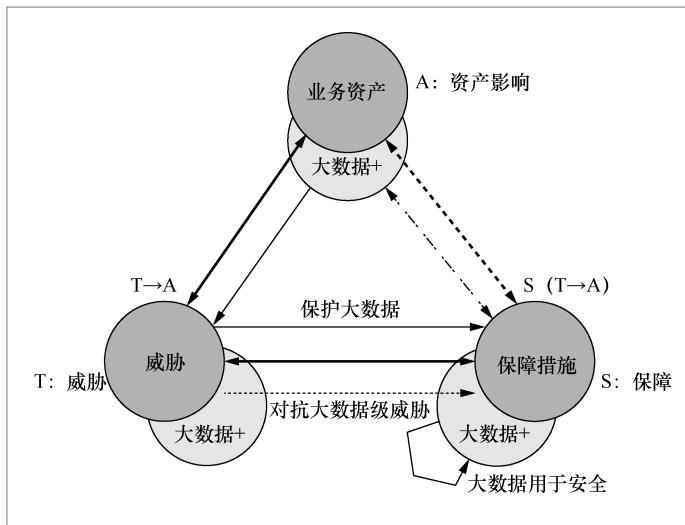 业务资产
A：资产影响
大数据+
T→A
S（T→A）
保护大数据
威胁
保障措施
T：威胁
S：保障
对抗大数据级威胁
大数据+
大数据+
大数据用于安全